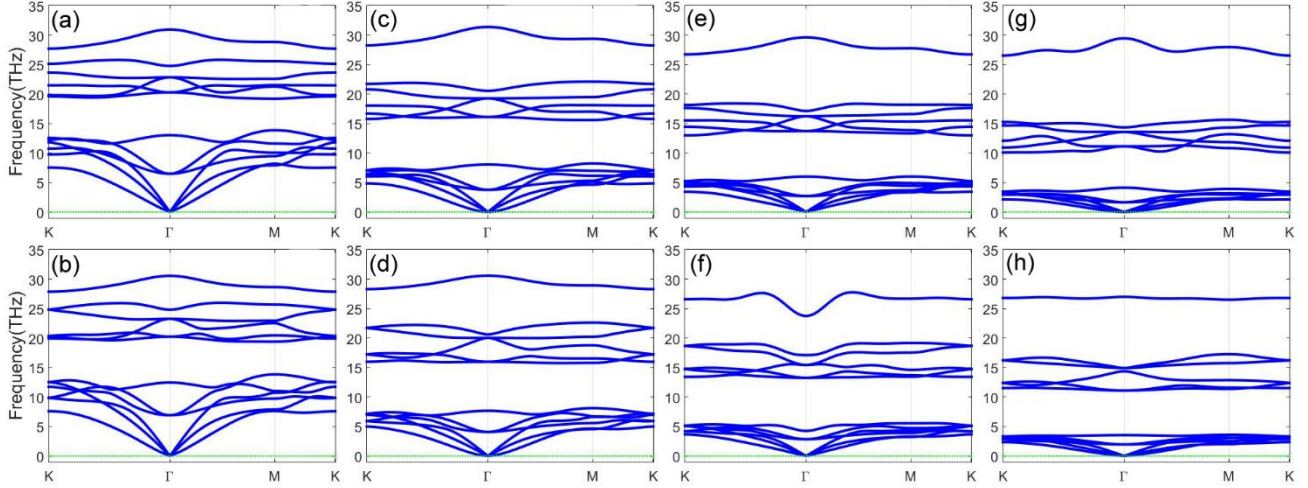 (a) (c) (e) (g)
35 35 35 35
30 30 30 30
25 25 25 25
20 20 20 20
15 15 15 15
10 10 10 10
5 5 5 5
0 0 0 0
Frequency(THz)
K Γ M K K Γ M K K Γ M K K Γ M K
(b) (d) (f) (h)
35 35 35 35
30 30 30 30
25 25 25 25
20 20 20 20
15 15 15 15
10 10 10 10
5 5 5 5
0 0 0 0
Frequency(THz)
K Γ M K K Γ M K K Γ M K K Γ M K